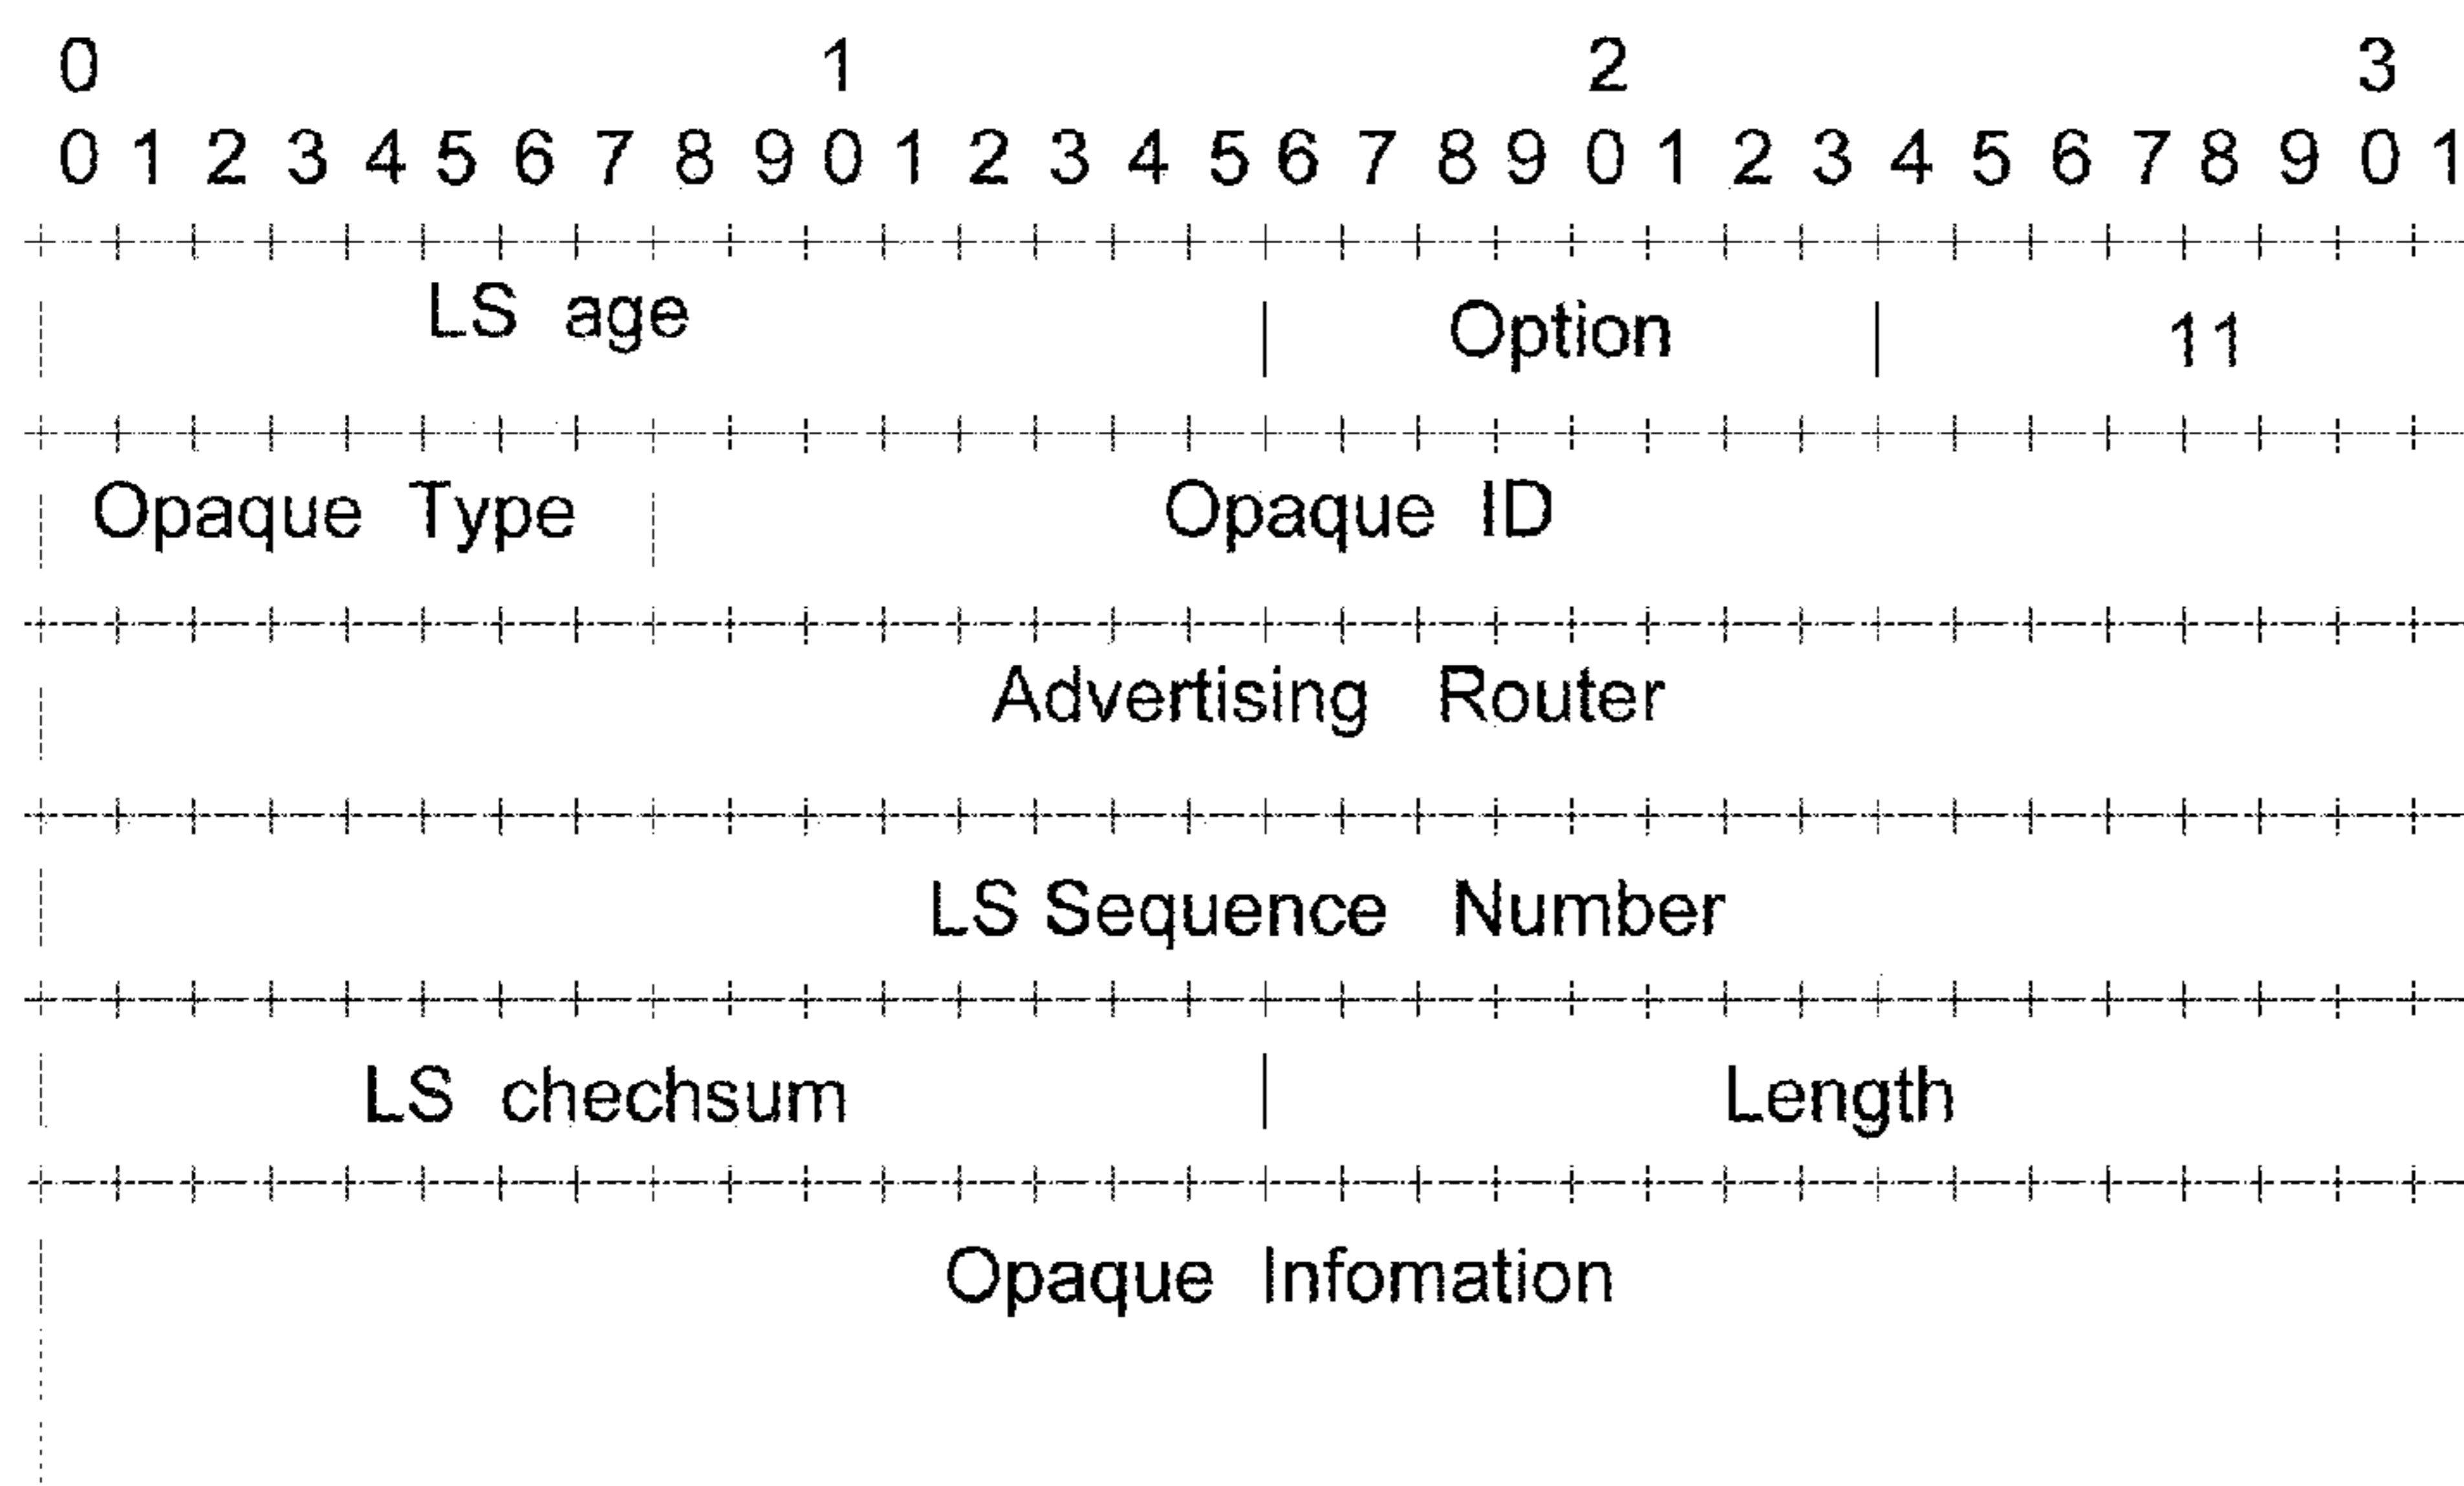 0 1 2 3
0 1 2 3 4 5 6 7 8 9 0 1 2 3 4 5 6 7 8 9 0 1 2 3 4 5 6 7 8 9 0 1
LS age | Option | 11
Opaque Type Opaque ID
Advertising Router
LS Sequence Number
LS chechsum | Length
Opaque Infomation